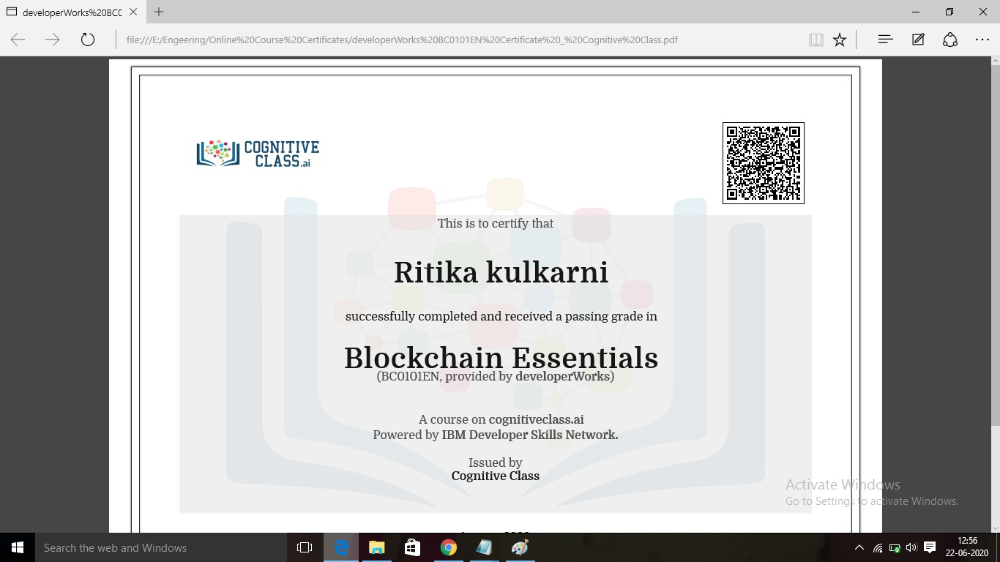 developerWorks%20BC0
file:///E:/Engeering/Online%20Course%20Certificates/developerWorks%20BC0101EN%20Certificate%20_%20Cognitive%20Class.pdf
COGNITIVE
CLASS.ai
This is to certify that
Ritika kulkarni
successfully completed and received a passing grade in
Blockchain Essentials
(BC0101EN, provided by developerWorks)
A course on cognitiveclass.ai
Powered by IBM Developer Skills Network.
Issued by
Cognitive Class
Activate Windows
Go to Settings to activate Windows.
Search the web and Windows
12:56
22-06-2020